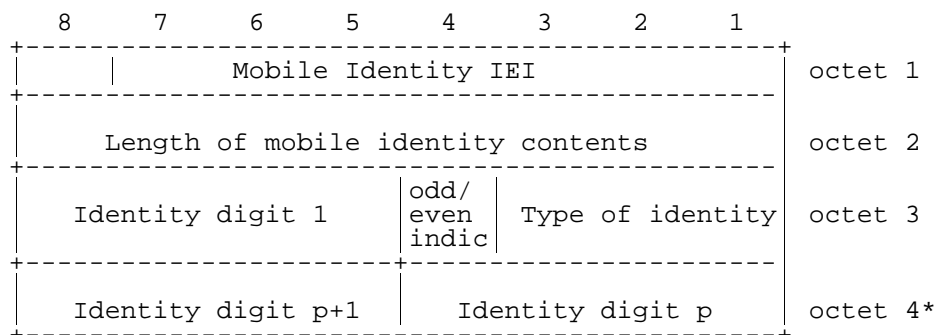 8 7 6 5 4 3 2 1
Mobile Identity IEI octet 1
Length of mobile identity contents octet 2
odd/
Identity digit 1 even Type of identity octet 3
indic
Identity digit p+1 Identity digit p octet 4*